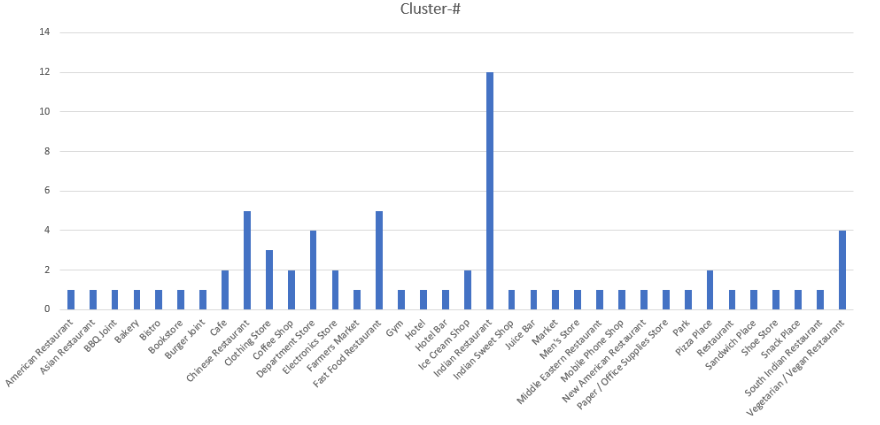 Cluster-#
14
12
10
8
6
4
2
0
American Restaurant
Asian Restaurant
BBQ Joint
Bakery
Bistro
Bookstore
Burger Joint
Cafe
Chinese Restaurant
Clothing Store
Coffee Shop
Department Store
Electronics Store
Farmers Market
Fast Food Restaurant
Gym
Hotel
Hotel Bar
Ice Cream Shop
Indian Restaurant
Indian Sweet Shop
Juice Bar
Market
Men's Store
Middle Eastern Restaurant
Mobile Phone Shop
New American Restaurant
Paper / Office Supplies Store
Park
Pizza Place
Restaurant
Sandwich Place
Shoe Store
Snack Place
South Indian Restaurant
Vegetarian / Vegan Restaurant